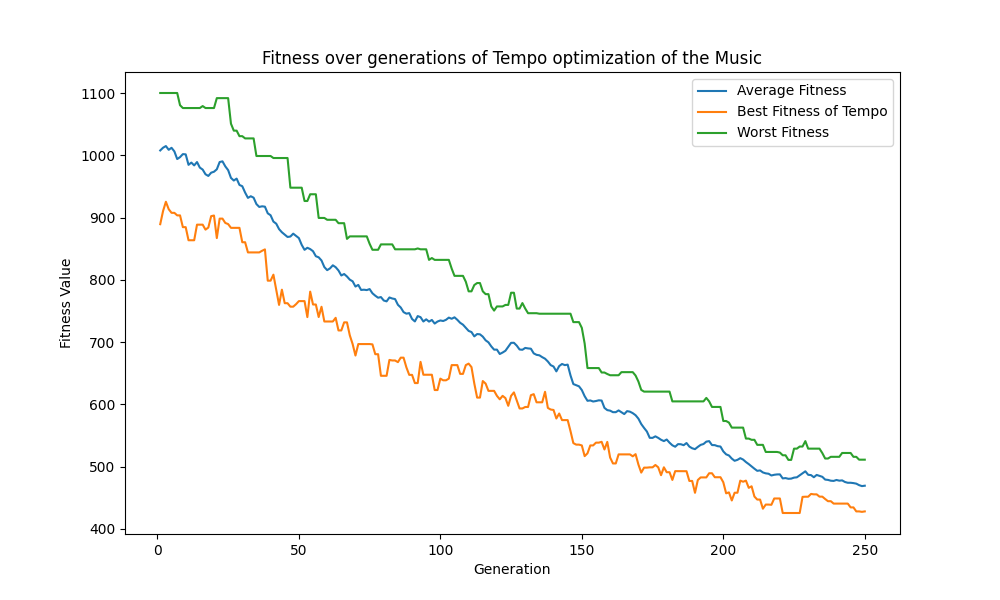 Fitness over generations of Tempo optimization of the Music
Average Fitness
Best Fitness of Tempo
Worst Fitness
Fitness Value
1100
1000
900
800
700
600
500
400
0
50
100
150
200
250
Generation